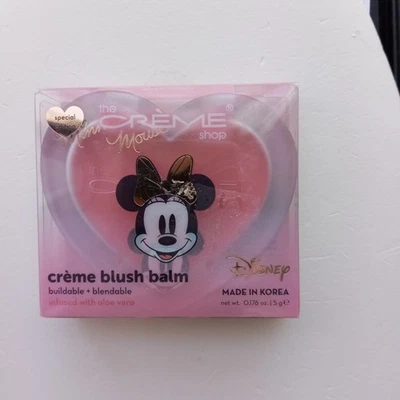 special
edition
the
CRÈME®
shop
Minnie
Mouse
crème blush balm
buildable + blendable
infused with aloe vera
Disney
MADE IN KOREA
net wt. 0.176 oz. | 5 g℮